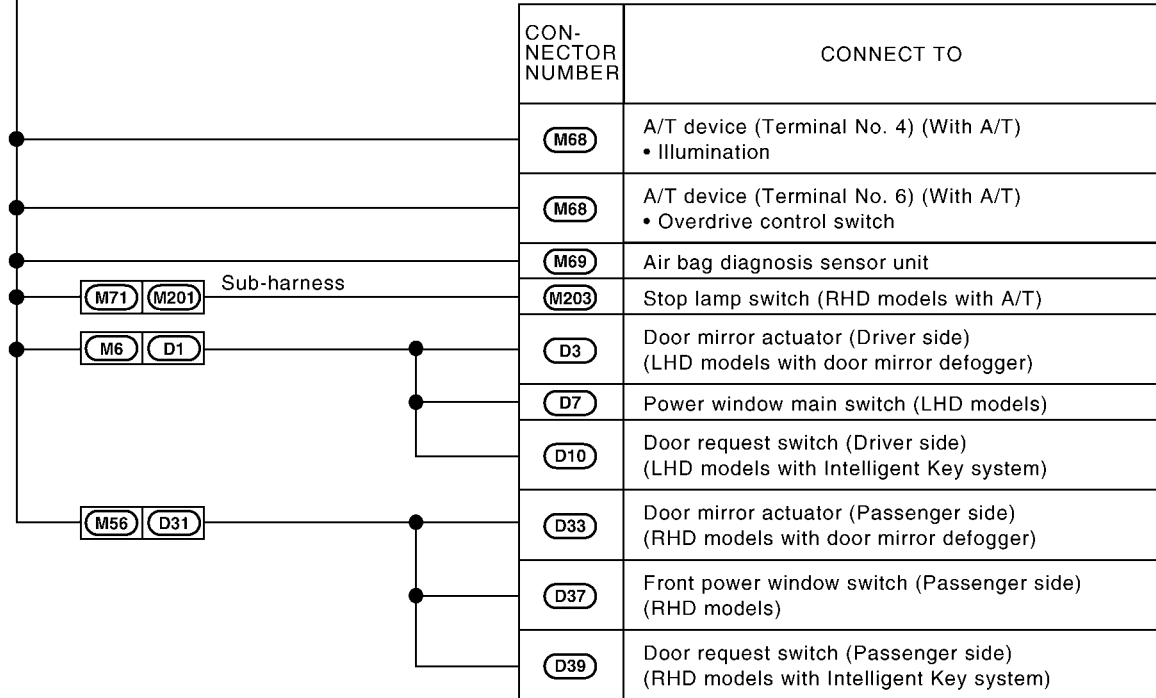 CON-
NECTOR
NUMBER
CONNECT TO
M68
A/T device (Terminal No. 4) (With A/T)
• Illumination
M68
A/T device (Terminal No. 6) (With A/T)
• Overdrive control switch
M69
Air bag diagnosis sensor unit
M71 M201 Sub-harness
M203
Stop lamp switch (RHD models with A/T)
M6 D1
D3
Door mirror actuator (Driver side)
(LHD models with door mirror defogger)
D7
Power window main switch (LHD models)
D10
Door request switch (Driver side)
(LHD models with Intelligent Key system)
M56 D31
D33
Door mirror actuator (Passenger side)
(RHD models with door mirror defogger)
D37
Front power window switch (Passenger side)
(RHD models)
D39
Door request switch (Passenger side)
(RHD models with Intelligent Key system)